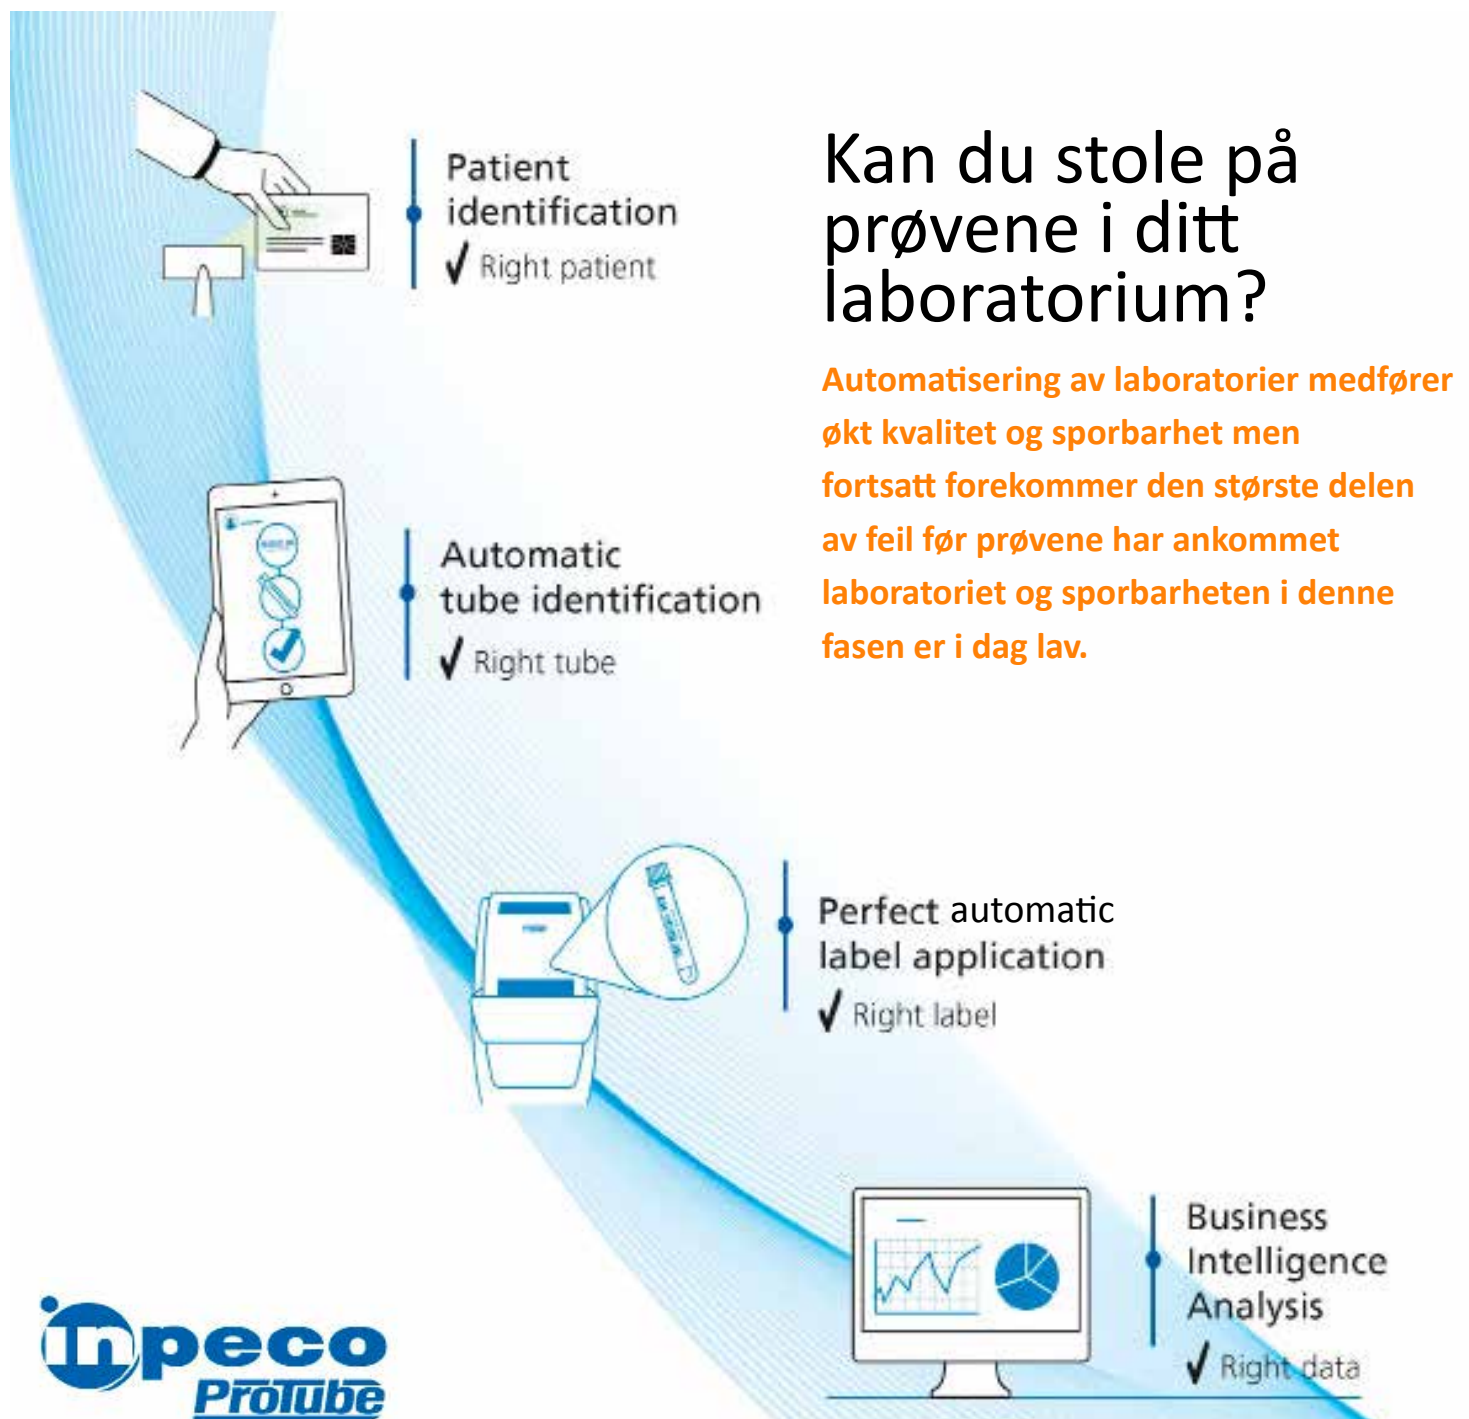 Kan du stole på
prøvene i ditt
laboratorium?
Automatisering av laboratorier medfører
økt kvalitet og sporbarhet men
fortsatt forekommer den største delen
av feil før prøvene har ankommet
laboratoriet og sporbarheten i denne
fasen er i dag lav.
Patient
identification
✓ Right patient
Automatic
tube identification
✓ Right tube
Perfect automatic
label application
✓ Right label
Business
Intelligence
Analysis
✓ Right data
inpeco
ProTube